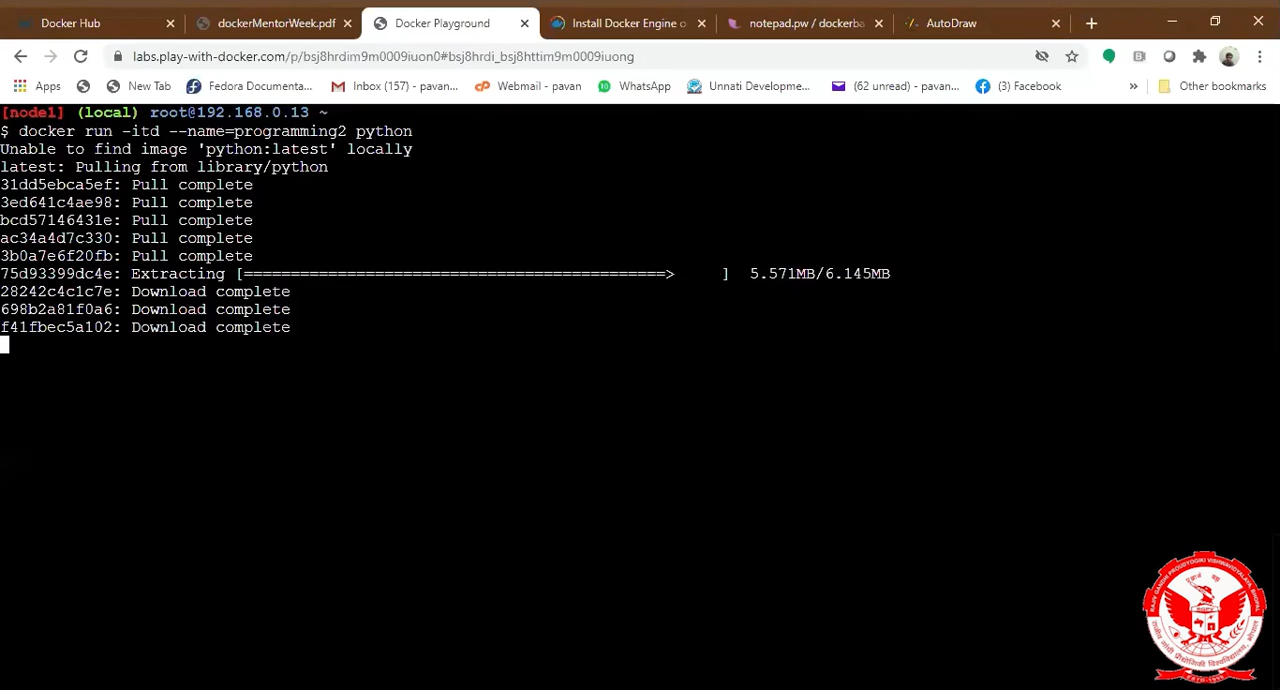 Docker Hub
dockerMentorWeek.pdf
Docker Playground
Install Docker Engine o
notepad.pw / dockerba
AutoDraw
labs.play-with-docker.com/p/bsj8hrdim9m0009iuon0#bsj8hrdi_bsj8httim9m0009iuong
Apps
New Tab
Fedora Documenta...
Inbox (157) - pavan...
Webmail - pavan...
WhatsApp
Unnati Developme...
(62 unread) - pavan...
(3) Facebook
»
Other bookmarks
[node1] (local) root@192.168.0.13 ~
$ docker run -itd --name=programming2 python
Unable to find image 'python:latest' locally
latest: Pulling from library/python
31dd5ebca5ef: Pull complete
3ed641c4ae98: Pull complete
bcd57146431e: Pull complete
ac34a4d7c330: Pull complete
3b0a7e6f20fb: Pull complete
75d93399dc4e: Extracting [=============================================>     ]  5.571MB/6.145MB
28242c4c1c7e: Download complete
698b2a81f0a6: Download complete
f41fbec5a102: Download complete
RAJIV GANDHI PROUDYOGIKI VISHWAVIDYALAYA, BHOPAL